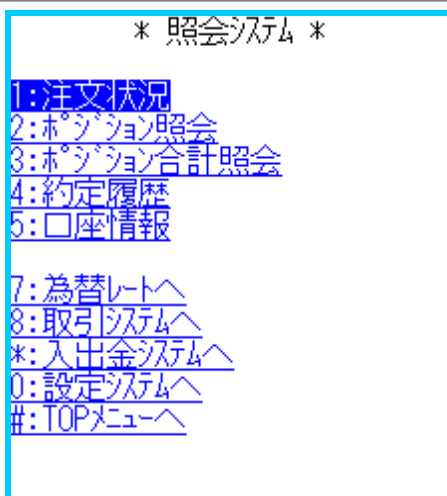 * 照会ｼｽﾃﾑ *
1:注文状況
2:ﾎﾟｼﾞｼｮﾝ照会
3:ﾎﾟｼﾞｼｮﾝ合計照会
4:約定履歴
5:口座情報
7:為替ﾚｰﾄへ
8:取引ｼｽﾃﾑへ
*:入出金ｼｽﾃﾑへ
0:設定ｼｽﾃﾑへ
#:TOPﾒﾆｭｰへ